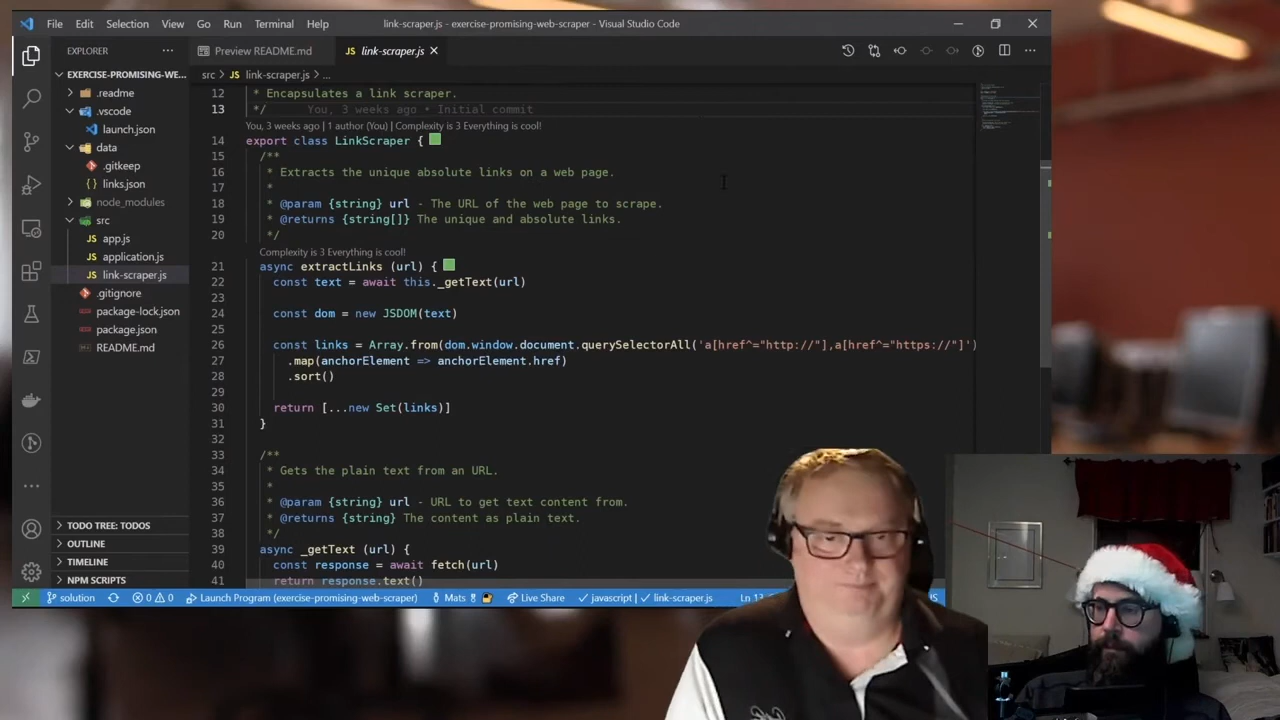 File Edit Selection View Go Run Terminal Help
link-scraper.js - exercise-promising-web-scraper - Visual Studio Code
EXPLORER
EXERCISE-PROMISING-WE...
.readme
.vscode
launch.json
data
.gitkeep
links.json
node_modules
src
app.js
application.js
link-scraper.js
.gitignore
package-lock.json
package.json
README.md
TODO TREE: TODOS
OUTLINE
TIMELINE
NPM SCRIPTS
Preview README.md
link-scraper.js
src > link-scraper.js > ...
12 * Encapsulates a link scraper.
13 */ You, 3 weeks ago • Initial commit
You, 3 weeks ago | 1 author (You) | Complexity is 3 Everything is cool!
14 export class LinkScraper {
15 /**
16 * Extracts the unique absolute links on a web page.
17 *
18 * @param {string} url - The URL of the web page to scrape.
19 * @returns {string[]} The unique and absolute links.
20 */
Complexity is 3 Everything is cool!
21 async extractLinks (url) {
22 const text = await this._getText(url)
23
24 const dom = new JSDOM(text)
25
26 const links = Array.from(dom.window.document.querySelectorAll('a[href^="http://"],a[href^="https://"]')
27 .map(anchorElement => anchorElement.href)
28 .sort()
29
30 return [...new Set(links)]
31 }
32
33 /**
34 * Gets the plain text from an URL.
35 *
36 * @param {string} url - URL to get text content from.
37 * @returns {string} The content as plain text.
38 */
39 async _getText (url) {
40 const response = await fetch(url)
41 return response.text()
solution 0 0 Launch Program (exercise-promising-web-scraper) Mats Live Share javascript | link-scraper.js